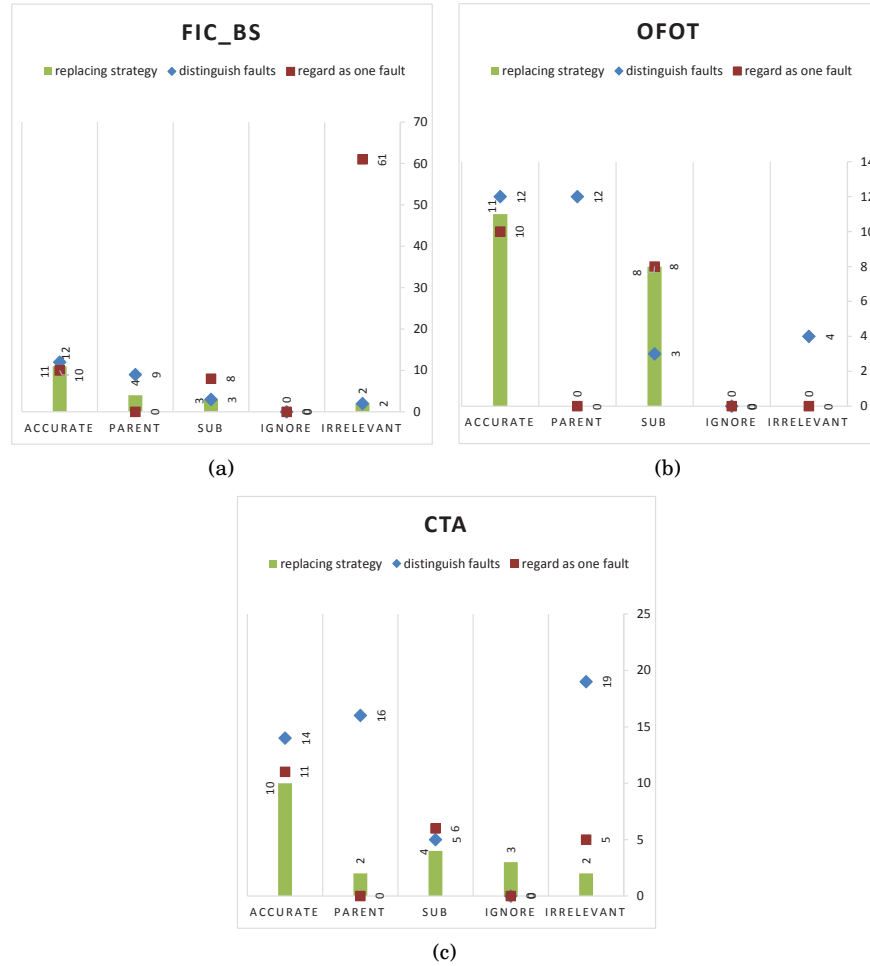 FIC_BS
replacing strategy distinguish faults regard as one fault
70
60
50
40
30
20
10
0
61
11 12 10
4 9 0
3 3 8
0 0 0
2 2
ACCURATE PARENT SUB IGNORE IRRELEVANT
(a)
OFOT
replacing strategy distinguish faults regard as one fault
14
12
10
8
6
4
2
0
11 12 10
0 12 0
8 3 8
0 0 0
0 4 0
ACCURATE PARENT SUB IGNORE IRRELEVANT
(b)
CTA
replacing strategy distinguish faults regard as one fault
25
20
15
10
5
0
10 14 11
2 16 0
4 5 6
3 0 0
2 19 5
ACCURATE PARENT SUB IGNORE IRRELEVANT
(c)